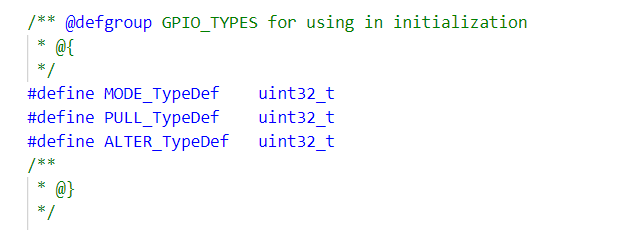 /** @defgroup GPIO_TYPES for using in initialization
 * @{
 */
#define MODE_TypeDef    uint32_t
#define PULL_TypeDef    uint32_t
#define ALTER_TypeDef   uint32_t
/**
 * @}
 */